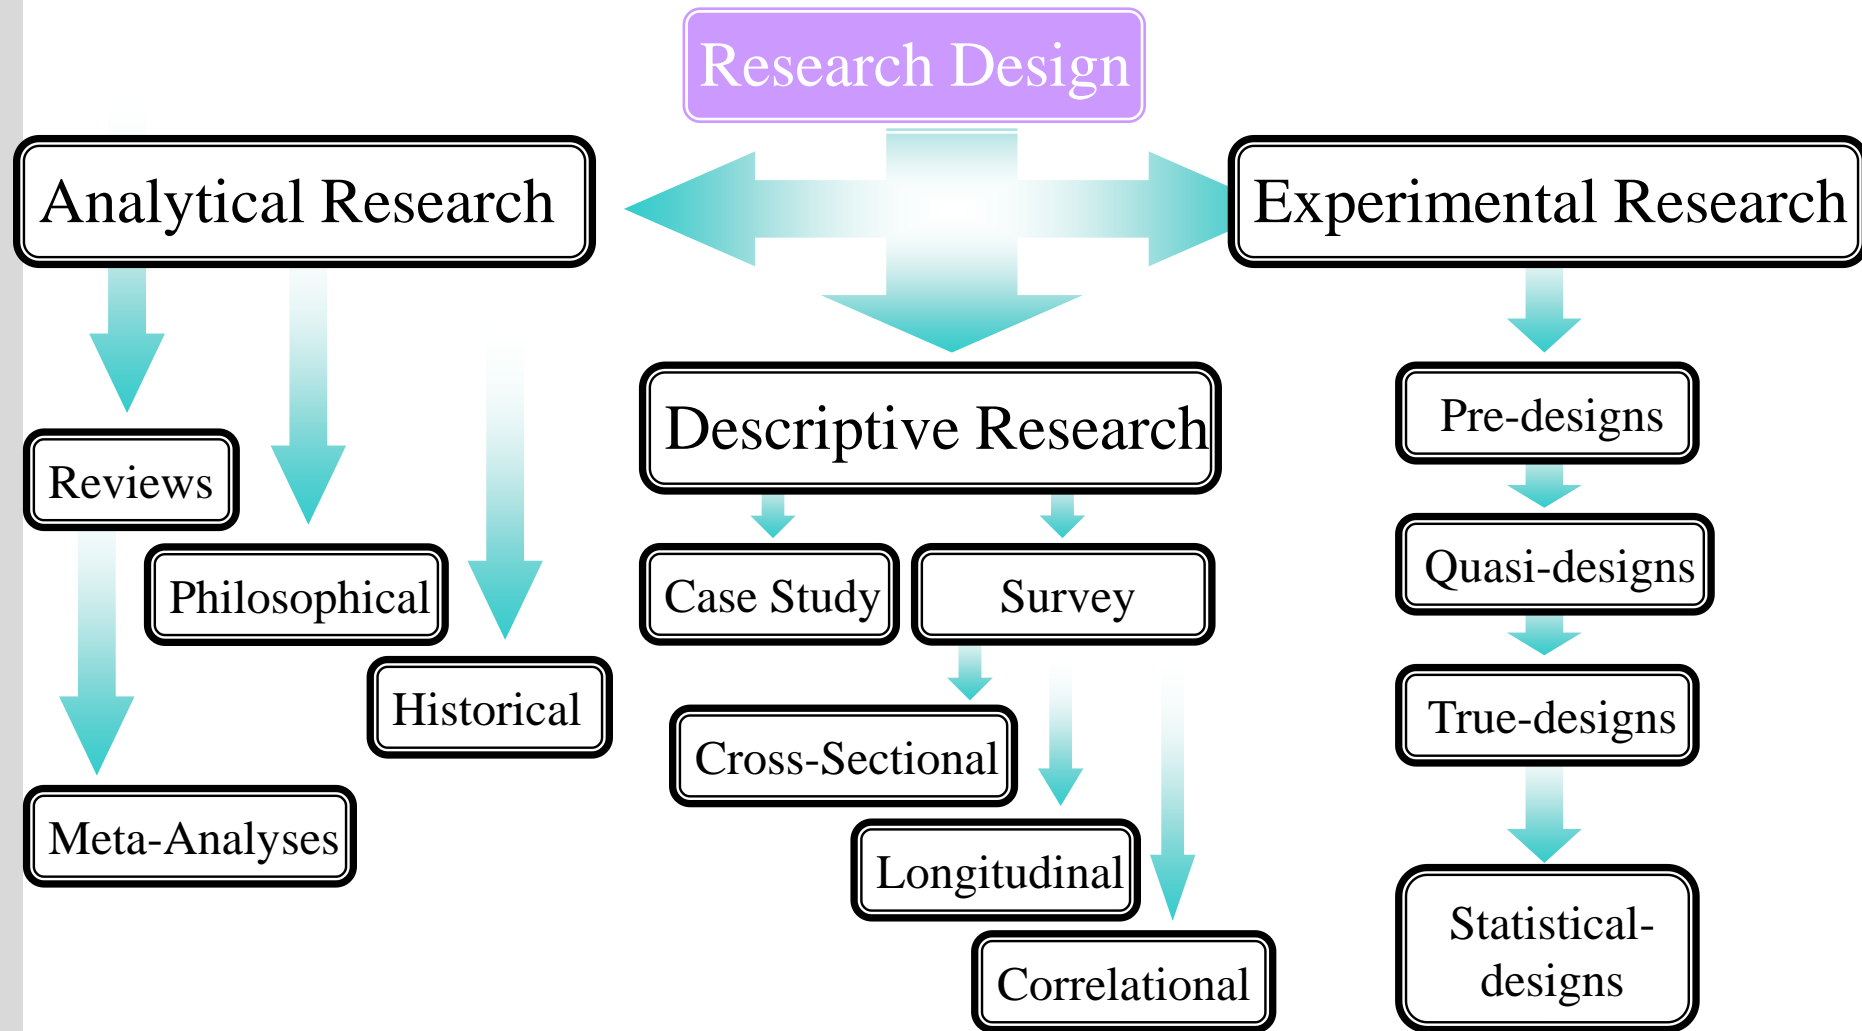 Research Design
Analytical Research
Experimental Research
Descriptive Research
Pre-designs
Reviews
Quasi-designs
Philosophical
Case Study
Survey
Historical
True-designs
Cross-Sectional
Meta-Analyses
Longitudinal
Statistical-
designs
Correlational